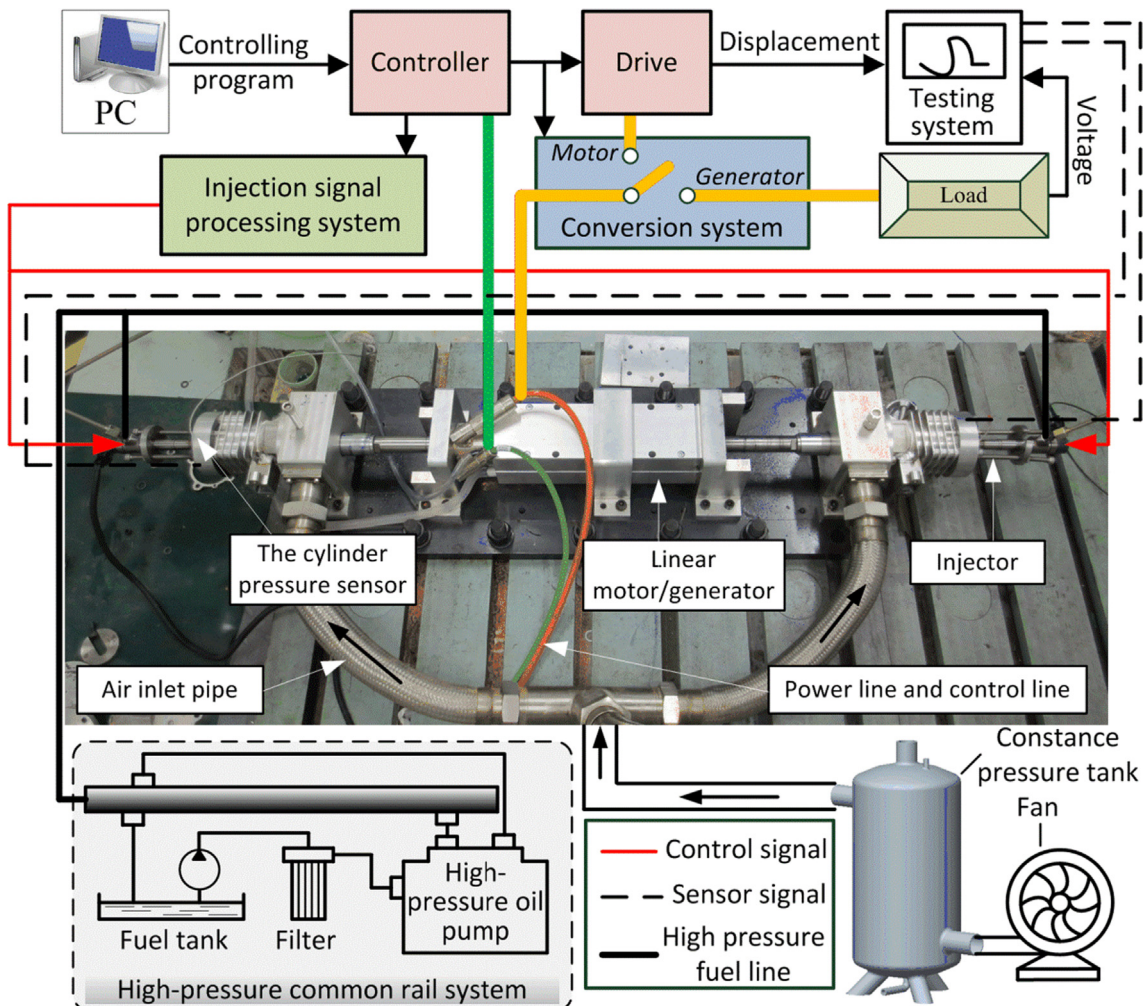 PC
Controlling
program
Controller
Drive
Displacement
Testing
system
Voltage
Injection signal
processing system
Motor
Generator
Conversion system
Load
The cylinder
pressure sensor
Linear
motor/generator
Injector
Air inlet pipe
Power line and control line
Constance
pressure tank
Fan
High-
pressure oil
pump
Fuel tank
Filter
High-pressure common rail system
Control signal
Sensor signal
High pressure
fuel line